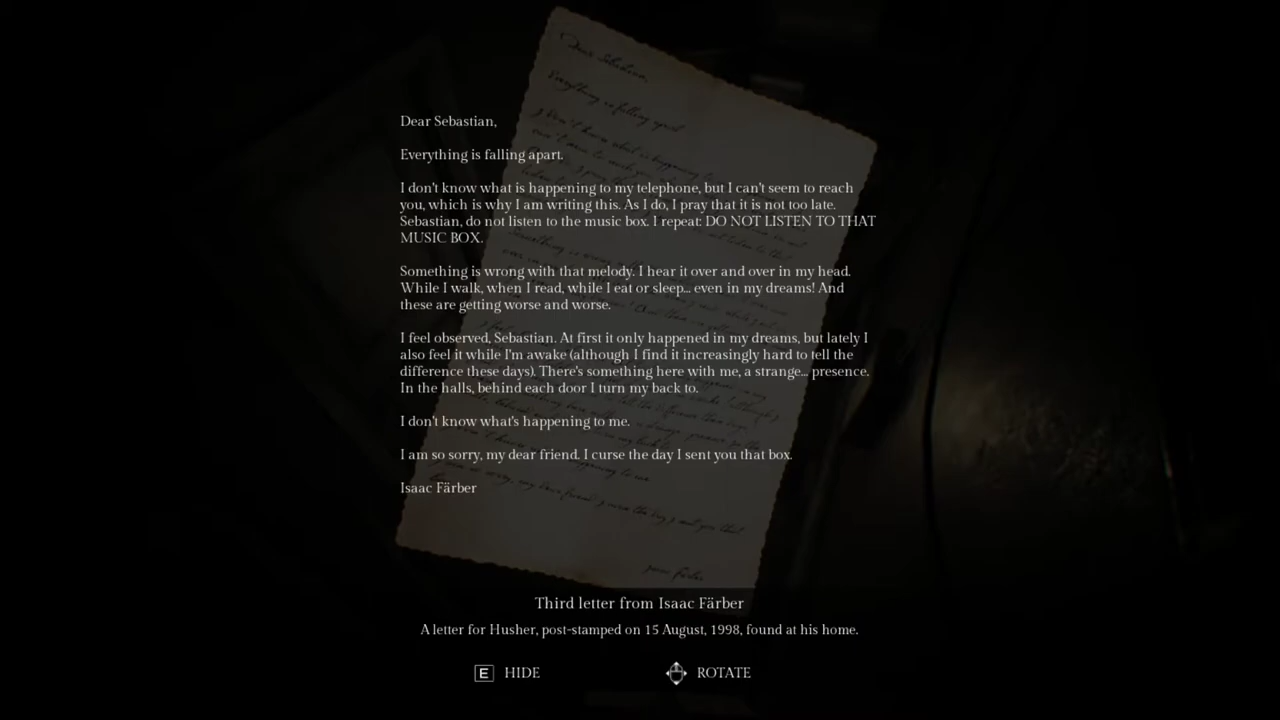 Dear Sebastian,
Everything is falling apart.
I don't know what is happening to my telephone, but I can't seem to reach
you, which is why I am writing this. As I do, I pray that it is not too late.
Sebastian, do not listen to the music box. I repeat: DO NOT LISTEN TO THAT
MUSIC BOX.
Something is wrong with that melody. I hear it over and over in my head.
While I walk, when I read, while I eat or sleep... even in my dreams! And
these are getting worse and worse.
I feel observed, Sebastian. At first it only happened in my dreams, but lately I
also feel it while I'm awake (although I find it increasingly hard to tell the
difference these days). There's something here with me, a strange... presence.
In the halls, behind each door I turn my back to.
I don't know what's happening to me.
I am so sorry, my dear friend. I curse the day I sent you that box.
Isaac Färber
Third letter from Isaac Färber
A letter for Husher, post-stamped on 15 August, 1998, found at his home.
E HIDE ROTATE